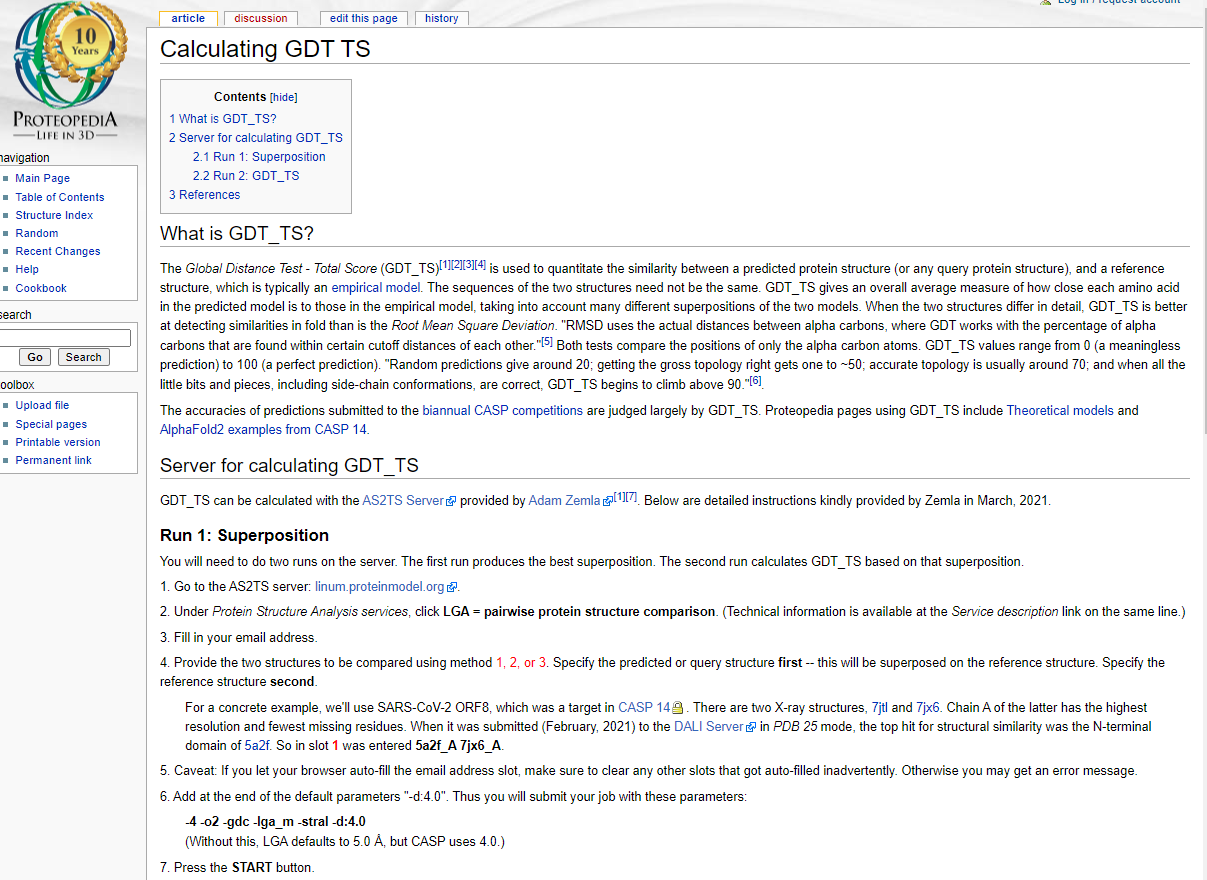 Log in / request account
article discussion edit this page history
10
Years
PROTEOPEDIA
LIFE IN 3D
navigation
Main Page
Table of Contents
Structure Index
Random
Recent Changes
Help
Cookbook
search
Go Search
toolbox
Upload file
Special pages
Printable version
Permanent link
Calculating GDT TS
Contents [hide]
1 What is GDT_TS?
2 Server for calculating GDT_TS
2.1 Run 1: Superposition
2.2 Run 2: GDT_TS
3 References
What is GDT_TS?
The Global Distance Test - Total Score (GDT_TS)[1][2][3][4] is used to quantitate the similarity between a predicted protein structure (or any query protein structure), and a reference
structure, which is typically an empirical model. The sequences of the two structures need not be the same. GDT_TS gives an overall average measure of how close each amino acid
in the predicted model is to those in the empirical model, taking into account many different superpositions of the two models. When the two structures differ in detail, GDT_TS is better
at detecting similarities in fold than is the Root Mean Square Deviation. "RMSD uses the actual distances between alpha carbons, where GDT works with the percentage of alpha
carbons that are found within certain cutoff distances of each other."[5] Both tests compare the positions of only the alpha carbon atoms. GDT_TS values range from 0 (a meaningless
prediction) to 100 (a perfect prediction). "Random predictions give around 20; getting the gross topology right gets one to ~50; accurate topology is usually around 70; and when all the
little bits and pieces, including side-chain conformations, are correct, GDT_TS begins to climb above 90."[6].
The accuracies of predictions submitted to the biannual CASP competitions are judged largely by GDT_TS. Proteopedia pages using GDT_TS include Theoretical models and
AlphaFold2 examples from CASP 14.
Server for calculating GDT_TS
GDT_TS can be calculated with the AS2TS Server provided by Adam Zemla[1][7]. Below are detailed instructions kindly provided by Zemla in March, 2021.
Run 1: Superposition
You will need to do two runs on the server. The first run produces the best superposition. The second run calculates GDT_TS based on that superposition.
1. Go to the AS2TS server: linum.proteinmodel.org.
2. Under Protein Structure Analysis services, click LGA = pairwise protein structure comparison. (Technical information is available at the Service description link on the same line.)
3. Fill in your email address.
4. Provide the two structures to be compared using method 1, 2, or 3. Specify the predicted or query structure first -- this will be superposed on the reference structure. Specify the
reference structure second.
For a concrete example, we'll use SARS-CoV-2 ORF8, which was a target in CASP 14. There are two X-ray structures, 7jtl and 7jx6. Chain A of the latter has the highest
resolution and fewest missing residues. When it was submitted (February, 2021) to the DALI Server in PDB 25 mode, the top hit for structural similarity was the N-terminal
domain of 5a2f. So in slot 1 was entered 5a2f_A 7jx6_A.
5. Caveat: If you let your browser auto-fill the email address slot, make sure to clear any other slots that got auto-filled inadvertently. Otherwise you may get an error message.
6. Add at the end of the default parameters "-d:4.0". Thus you will submit your job with these parameters:
-4 -o2 -gdc -lga_m -stral -d:4.0
(Without this, LGA defaults to 5.0 Å, but CASP uses 4.0.)
7. Press the START button.